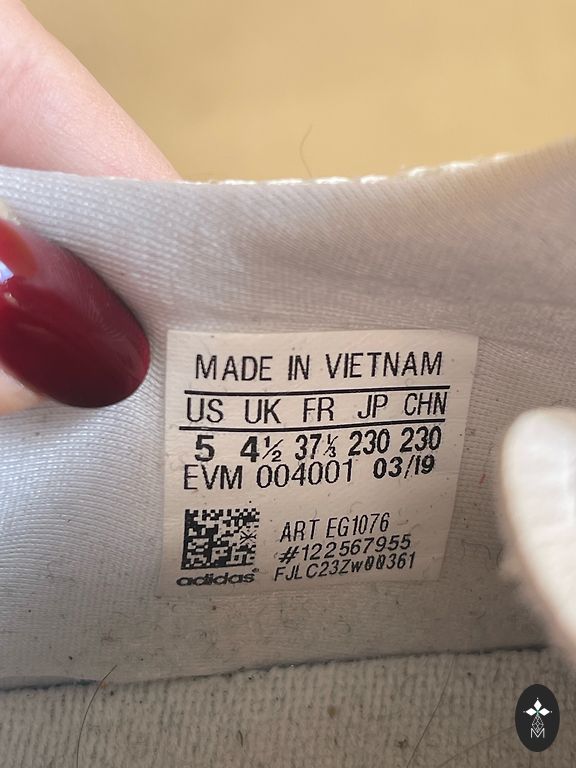 MADE IN VIETNAM
US UK FR JP CHN
5 4½ 37⅓ 230 230
EVM 004001 03/19
ART EG1076
#122567955
FJLC23Zw00361
adidas
M